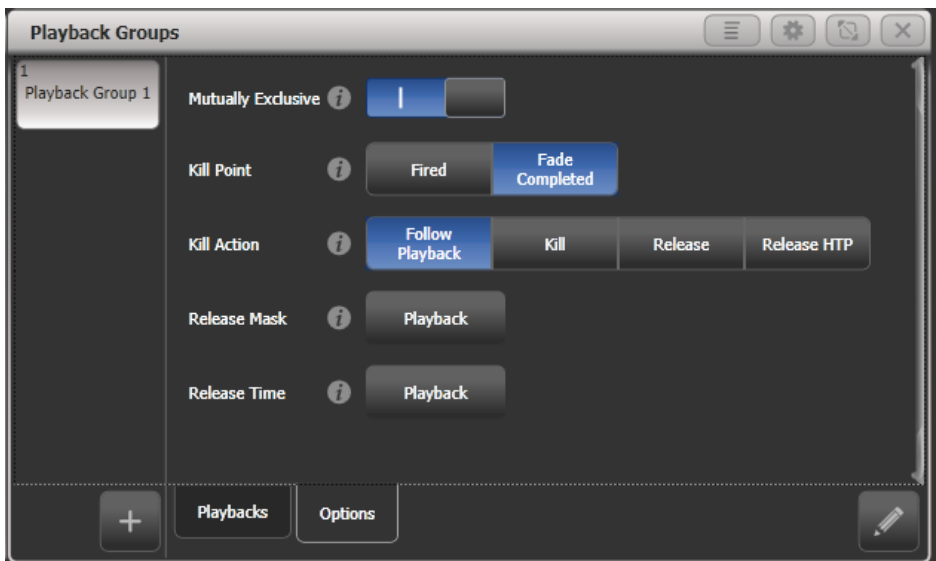 Playback Groups
1
Playback Group 1
Mutually Exclusive i
Kill Point i Fired Fade
Completed
Kill Action i Follow
Playback Kill Release Release HTP
Release Mask i Playback
Release Time i Playback
+ Playbacks Options